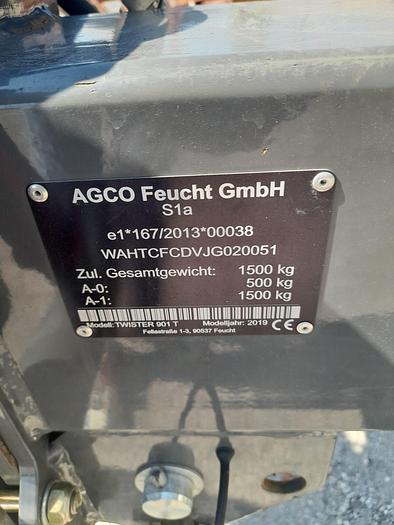 AGCO Feucht GmbH
S1a
e1*167/2013*00038
WAHTCFCDVJG020051
Zul. Gesamtgewicht: 1500 kg
A-0: 500 kg
A-1: 1500 kg
Modell: TWISTER 901 T Modelljahr: 2019 CE
Fellastraße 1-3, 90537 Feucht